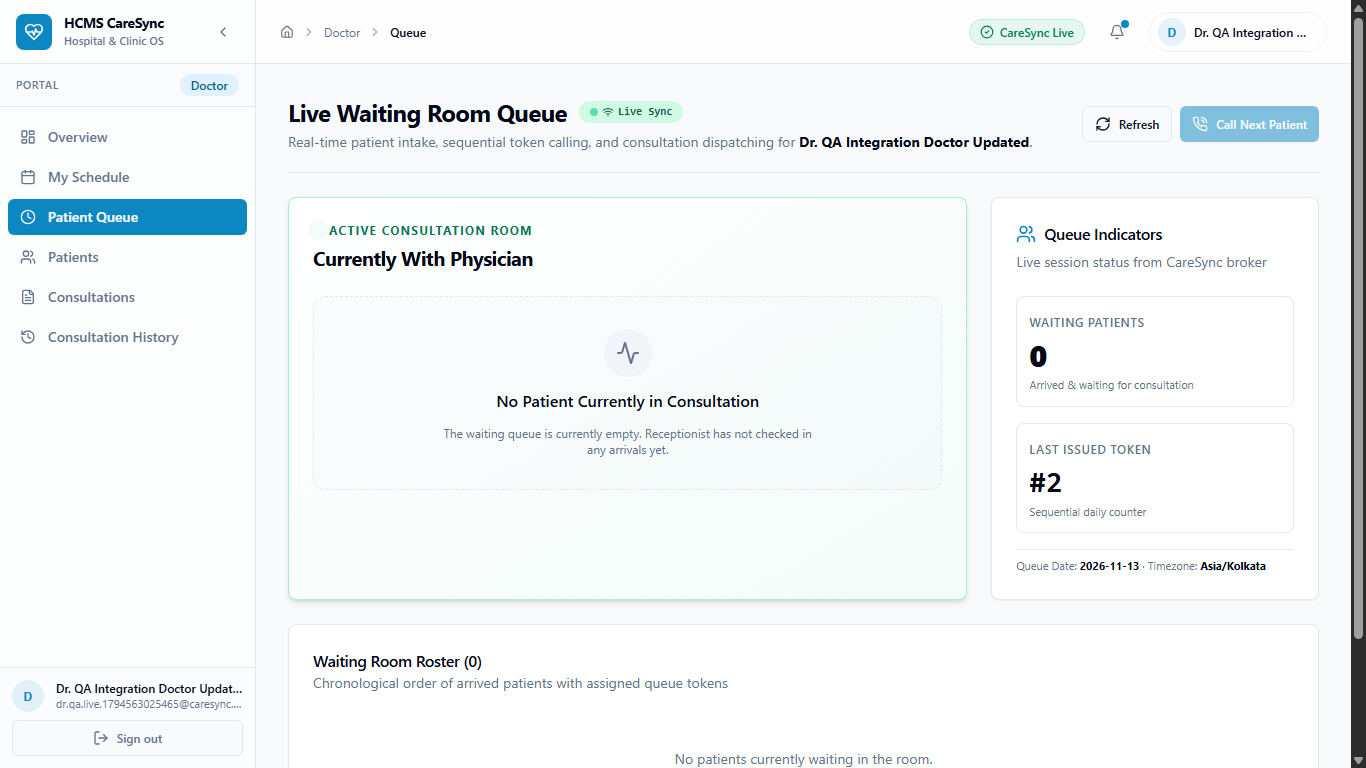 HCMS CareSync
Hospital & Clinic OS
PORTAL
Doctor
Overview
My Schedule
Patient Queue
Patients
Consultations
Consultation History
Dr. QA Integration Doctor Updat...
dr.qa.live.1794563025465@caresync....
D
Sign out
Doctor
Queue
CareSync Live
D
Dr. QA Integration ...
Live Waiting Room Queue
Live Sync
Real-time patient intake, sequential token calling, and consultation dispatching for Dr. QA Integration Doctor Updated.
Refresh
Call Next Patient
ACTIVE CONSULTATION ROOM
Currently With Physician
No Patient Currently in Consultation
The waiting queue is currently empty. Receptionist has not checked in
any arrivals yet.
Queue Indicators
Live session status from CareSync broker
WAITING PATIENTS
0
Arrived & waiting for consultation
LAST ISSUED TOKEN
#2
Sequential daily counter
Queue Date: 2026-11-13 · Timezone: Asia/Kolkata
Waiting Room Roster (0)
Chronological order of arrived patients with assigned queue tokens
No patients currently waiting in the room.